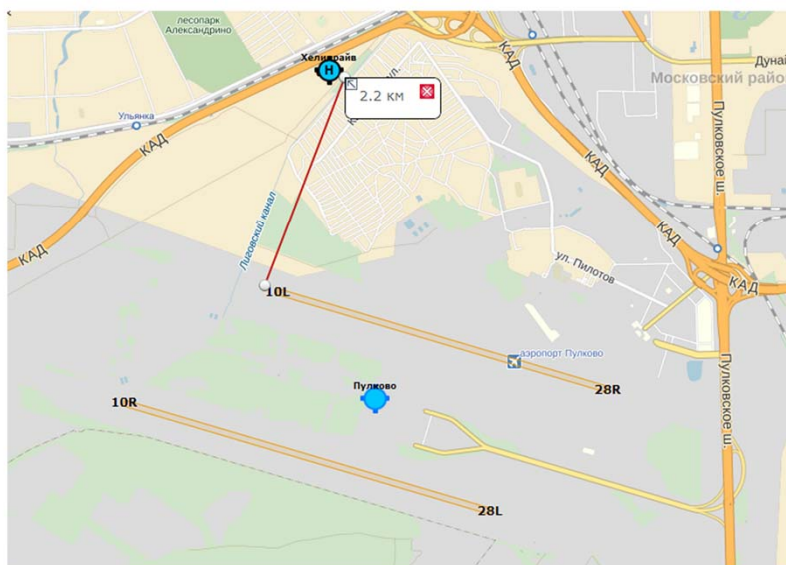 лесопарк
Александрино
Хелидрайв
2.2 км
Дунай
Московский район
Ульянка
КАД
КАД
Пулковское ш.
КАД
Лиговский канал
КАД
ул. Пилотов
КАД
10L
аэропорт Пулково
Пулково
28R
10R
Пулковское ш.
28L